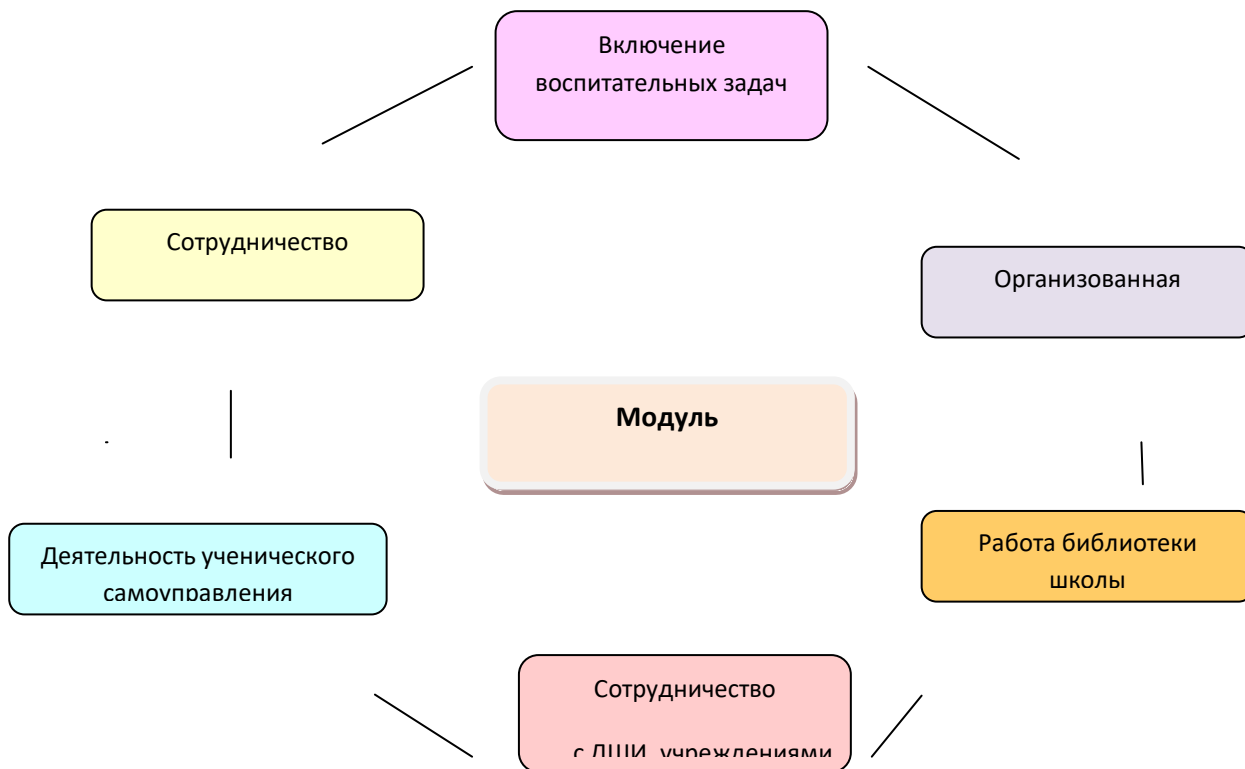 Включение
воспитательных задач
Сотрудничество
Организованная
Модуль
Деятельность ученического
самоуправления
Работа библиотеки
школы
Сотрудничество
с ДШИ, учреждениями